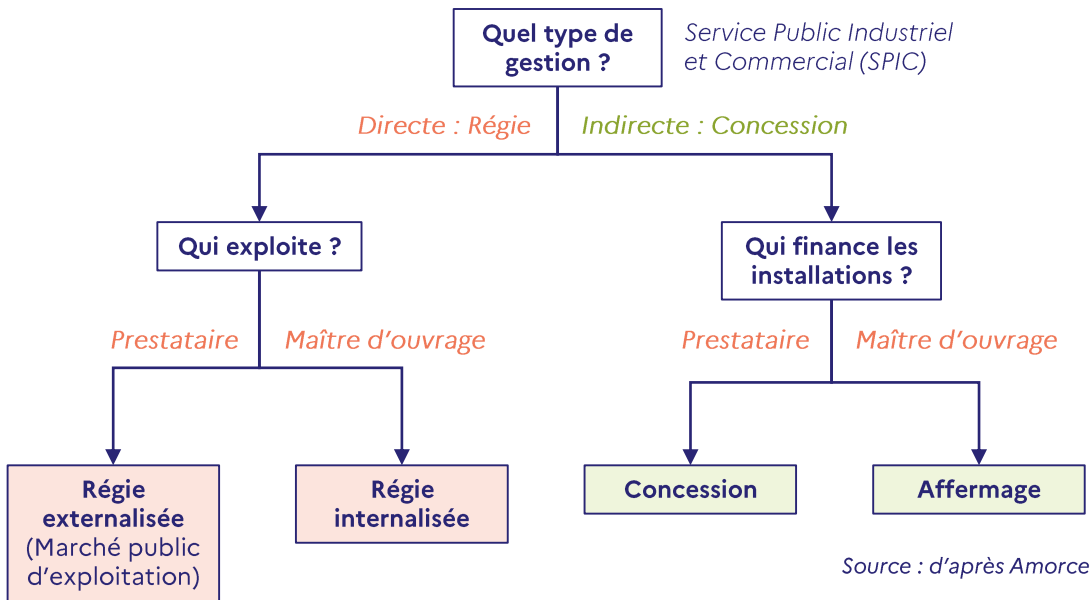 Quel type de
gestion ?
Service Public Industriel
et Commercial (SPIC)
Directe : Régie
Indirecte : Concession
Qui exploite ?
Qui finance les
installations ?
Prestataire
Maître d'ouvrage
Prestataire
Maître d'ouvrage
Régie
externalisée
(Marché public
d'exploitation)
Régie
internalisée
Concession
Affermage
Source : d'après Amorce